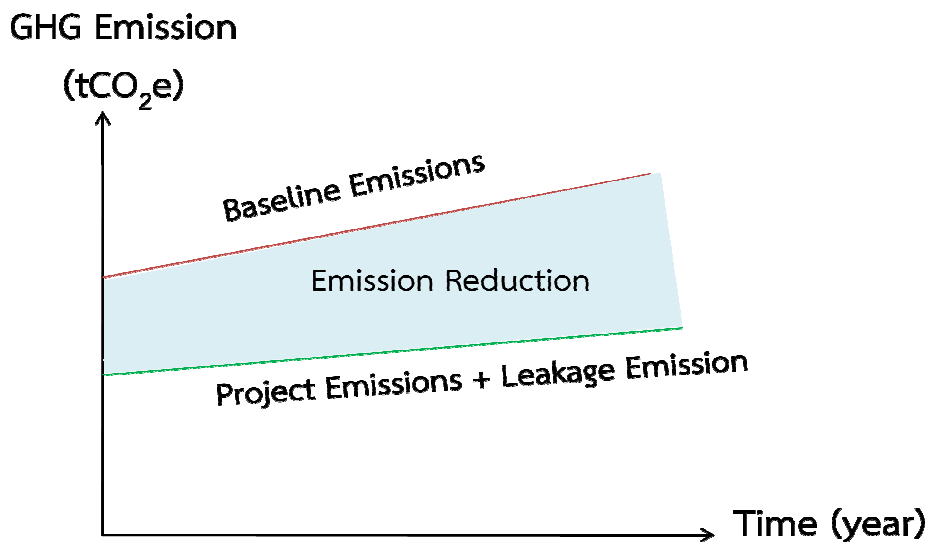 GHG Emission
(tCO₂e)
Baseline Emissions
Emission Reduction
Project Emissions + Leakage Emission
Time (year)